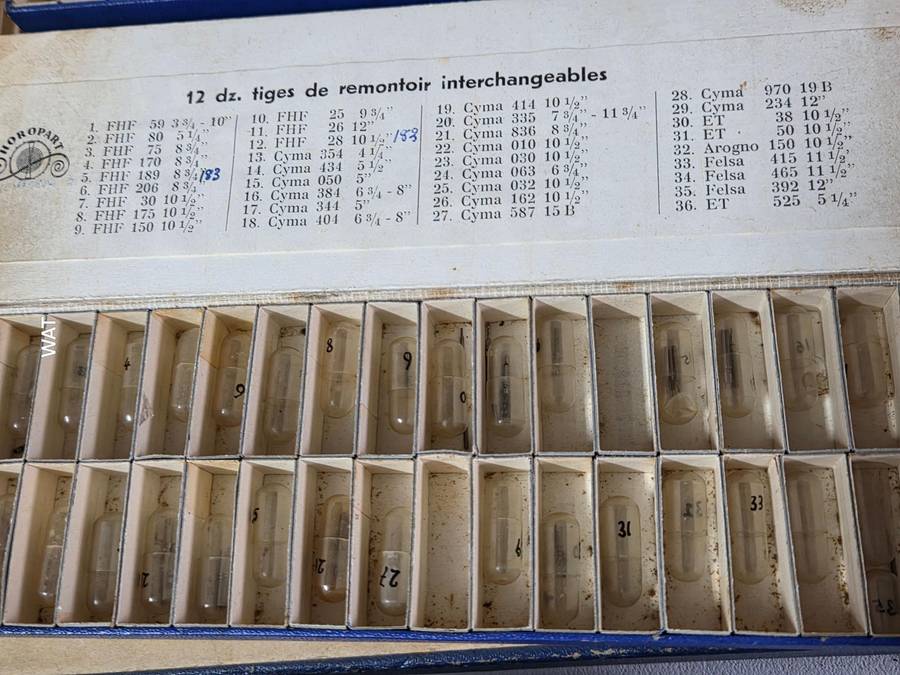 HOROPART
12 dz. tiges de remontoir interchangeables
1. FHF 59 3 3/4 - 10”
2. FHF 80 5 1/4”
3. FHF 75 8 3/4”
4. FHF 170 8 3/4”
5. FHF 189 8 3/4” 183
6. FHF 206 8 3/4”
7. FHF 30 10 1/2”
8. FHF 175 10 1/2”
9. FHF 150 10 1/2”
10. FHF 25 9 3/4”
11. FHF 26 12”
12. FHF 28 10 1/2” 183
13. Cyma 354 4 1/4”
14. Cyma 434 5 1/2”
15. Cyma 050 5”
16. Cyma 384 6 3/4 - 8”
17. Cyma 344 5”
18. Cyma 404 6 3/4 - 8”
19. Cyma 414 10 1/2”
20. Cyma 335 7 3/4” - 11 3/4”
21. Cyma 836 8 3/4”
22. Cyma 010 10 1/2”
23. Cyma 030 10 1/2”
24. Cyma 063 6 3/4”
25. Cyma 032 10 1/2”
26. Cyma 162 10 1/2”
27. Cyma 587 15 B
28. Cyma 970 19 B
29. Cyma 234 12”
30. ET 38 10 1/2”
31. ET 50 10 1/2”
32. Arogno 150 10 1/2”
33. Felsa 415 11 1/2”
34. Felsa 465 11 1/2”
35. Felsa 392 12”
36. ET 525 5 1/4”
WAT
4
6
8
9
27
31
33